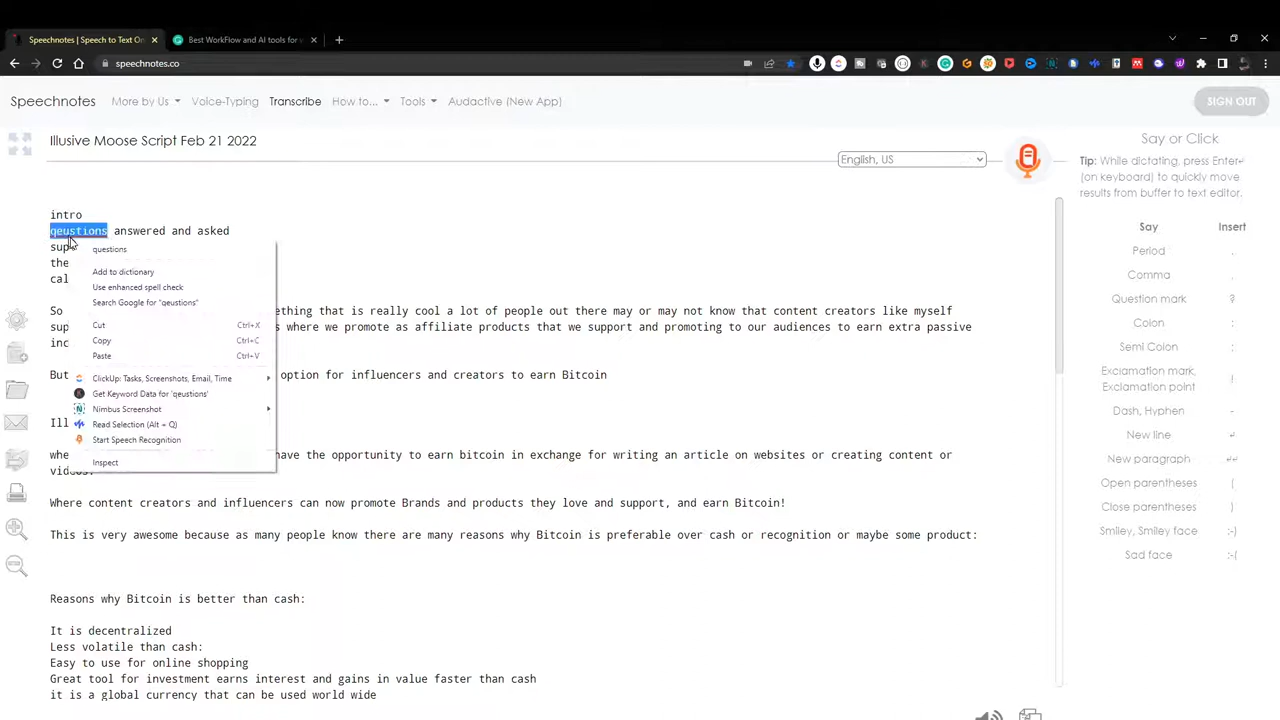 Speechnotes | Speech to Text On
Best WorkFlow and AI tools for
speechnotes.co
Speechnotes
More by Us
Voice-Typing
Transcribe
How to...
Tools
Audactive (New App)
SIGN OUT
Illusive Moose Script Feb 21 2022
English, US
Say or Click
Tip: While dictating, press Enter↵
(on keyboard) to quickly move
results from buffer to text editor.
Say Insert
Period .
Comma ,
Question mark ?
Colon :
Semi Colon ;
Exclamation mark,
Exclamation point !
Dash, Hyphen -
New line ↵
New paragraph ↵↵
Open parentheses (
Close parentheses )
Smiley, Smiley face :-)
Sad face :-(
intro
qeustions answered and asked
sup
the
cal
questions
Add to dictionary
Use enhanced spell check
Search Google for "qeustions"
Cut Ctrl+X
Copy Ctrl+C
Paste Ctrl+V
ClickUp: Tasks, Screenshots, Email, Time
Get Keyword Data for 'qeustions'
Nimbus Screenshot
Read Selection (Alt + Q)
Start Speech Recognition
Inspect
So ething that is really cool a lot of people out there may or may not know that content creators like myself
sup s where we promote as affiliate products that we support and promoting to our audiences to earn extra passive
inc
But option for influencers and creators to earn Bitcoin
Ill
whe have the opportunity to earn bitcoin in exchange for writing an article on websites or creating content or
videos.
Where content creators and influencers can now promote Brands and products they love and support, and earn Bitcoin!
This is very awesome because as many people know there are many reasons why Bitcoin is preferable over cash or recognition or maybe some product:
Reasons why Bitcoin is better than cash:
It is decentralized
Less volatile than cash:
Easy to use for online shopping
Great tool for investment earns interest and gains in value faster than cash
it is a global currency that can be used world wide